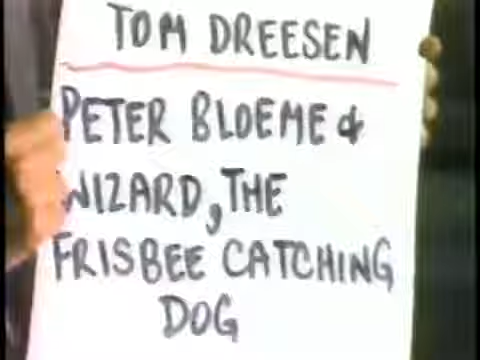 TOM DREESEN
PETER BLOEME &
WIZARD, THE
FRISBEE CATCHING
DOG